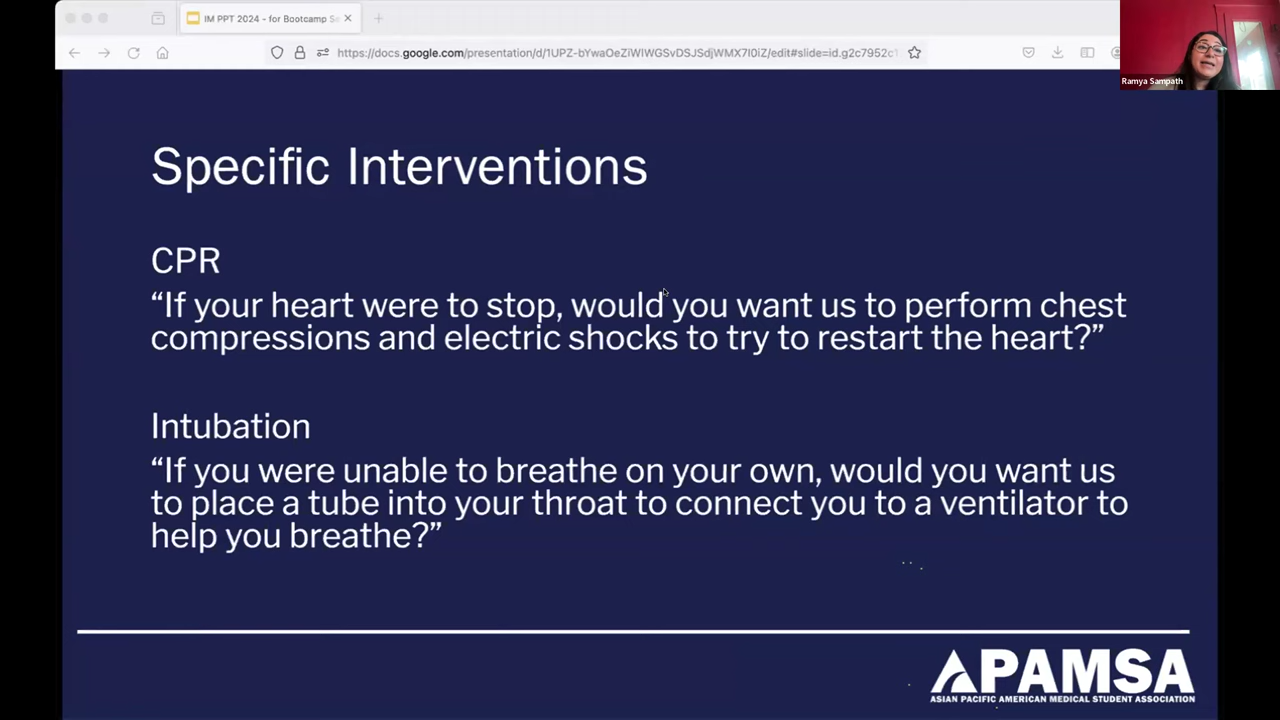 IM PPT 2024 - for Bootcamp Se
https://docs.google.com/presentation/d/1UPZ-bYwaOeZiWIWGSvDSJSdjWMX7I0iZ/edit#slide=id.g2c7952c1
Ramya Sampath
Specific Interventions
CPR
“If your heart were to stop, would you want us to perform chest
compressions and electric shocks to try to restart the heart?”
Intubation
“If you were unable to breathe on your own, would you want us
to place a tube into your throat to connect you to a ventilator to
help you breathe?”
APAMSA
ASIAN PACIFIC AMERICAN MEDICAL STUDENT ASSOCIATION